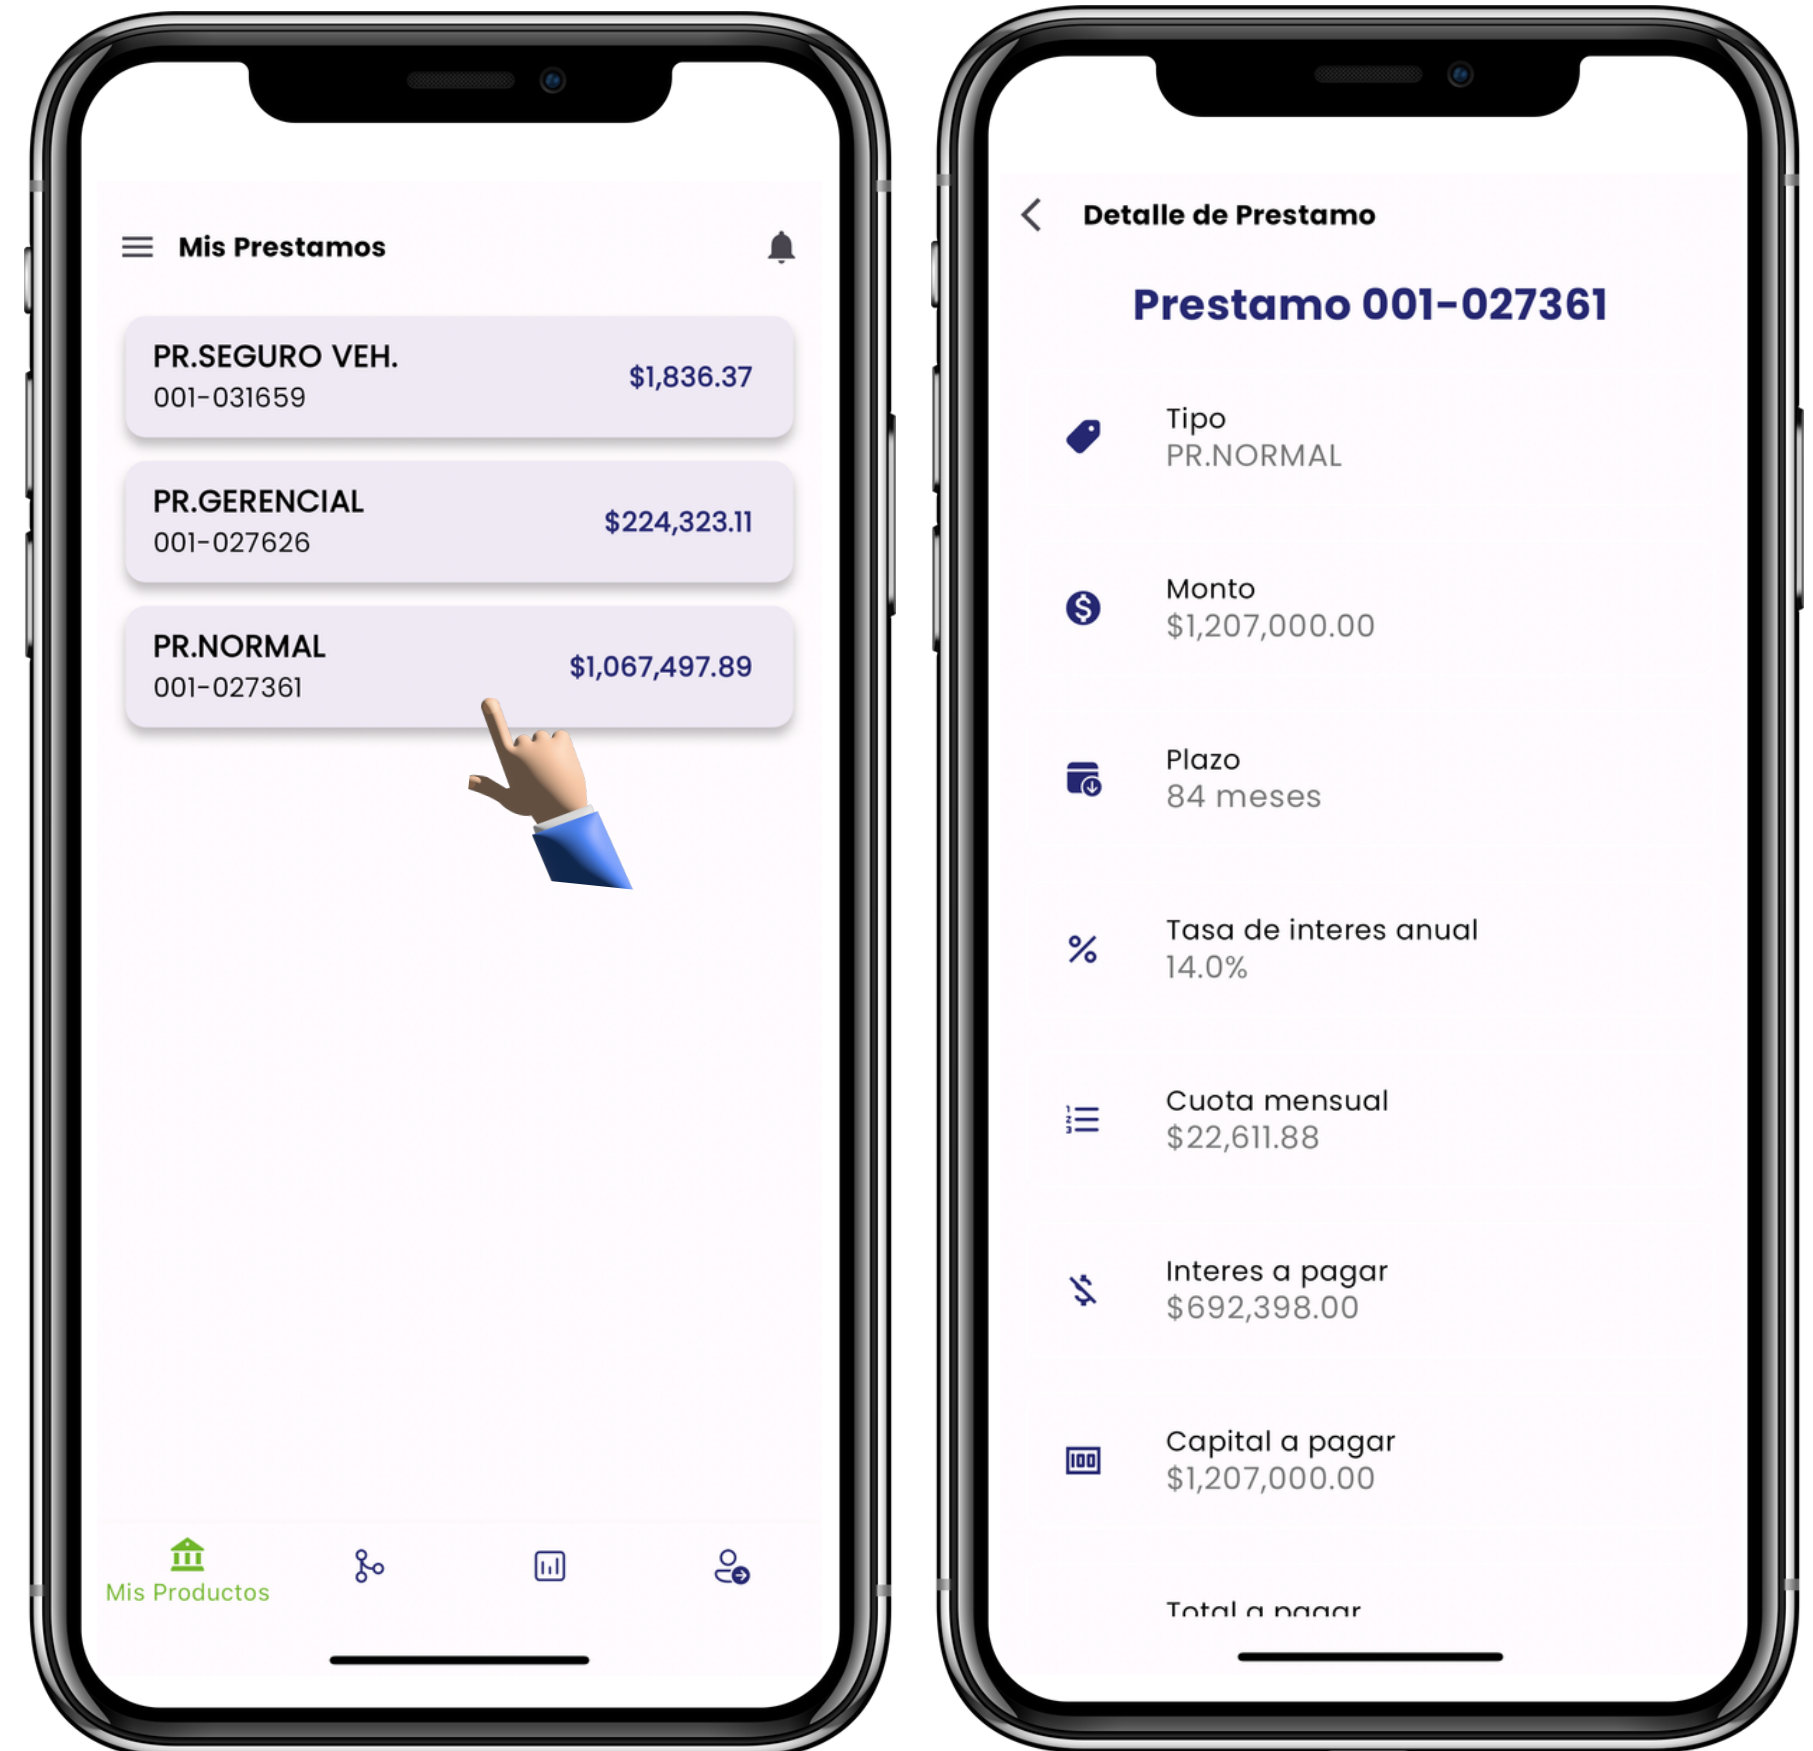 Mis Prestamos
PR.SEGURO VEH.
001-031659
$1,836.37
PR.GERENCIAL
001-027626
$224,323.11
PR.NORMAL
001-027361
$1,067,497.89
Mis Productos
Detalle de Prestamo
Prestamo 001-027361
Tipo
PR.NORMAL
Monto
$1,207,000.00
Plazo
84 meses
Tasa de interes anual
14.0%
Cuota mensual
$22,611.88
Interes a pagar
$692,398.00
Capital a pagar
$1,207,000.00
Total a pagar